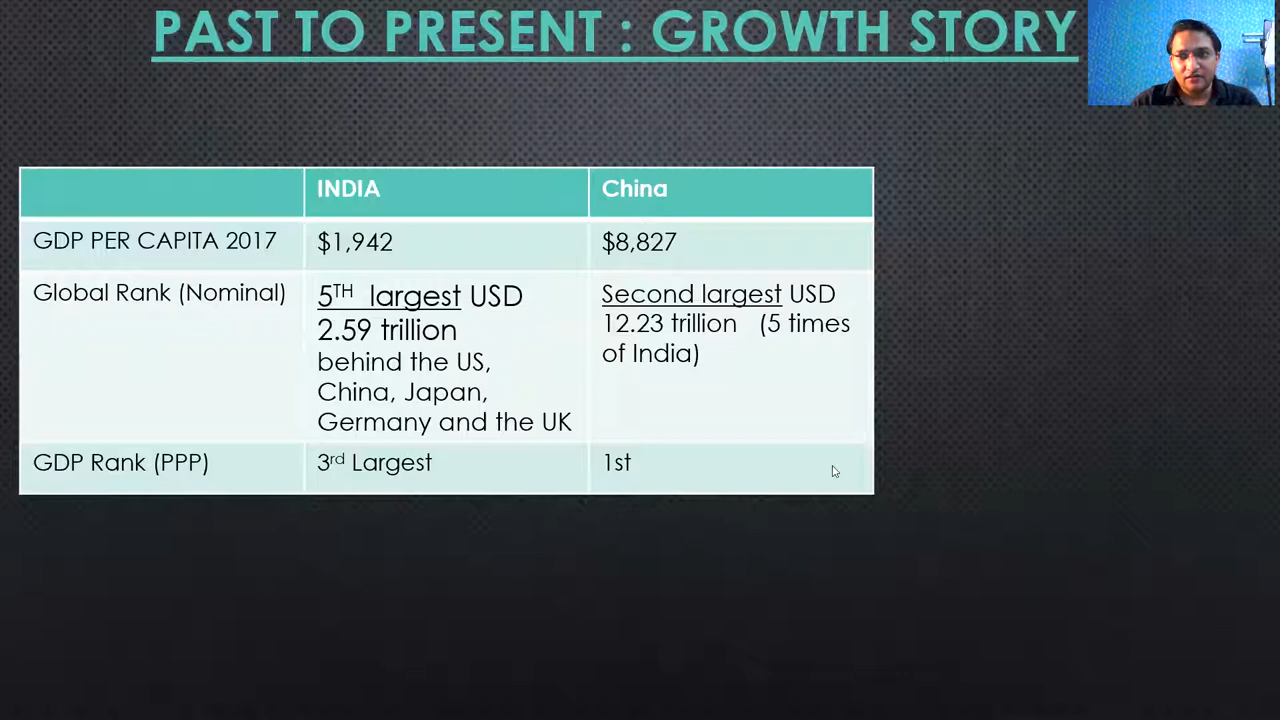 PAST TO PRESENT : GROWTH STORY
INDIA
China
GDP PER CAPITA 2017
$1,942
$8,827
Global Rank (Nominal)
5TH largest USD
2.59 trillion
behind the US,
China, Japan,
Germany and the UK
Second largest USD
12.23 trillion (5 times
of India)
GDP Rank (PPP)
3rd Largest
1st